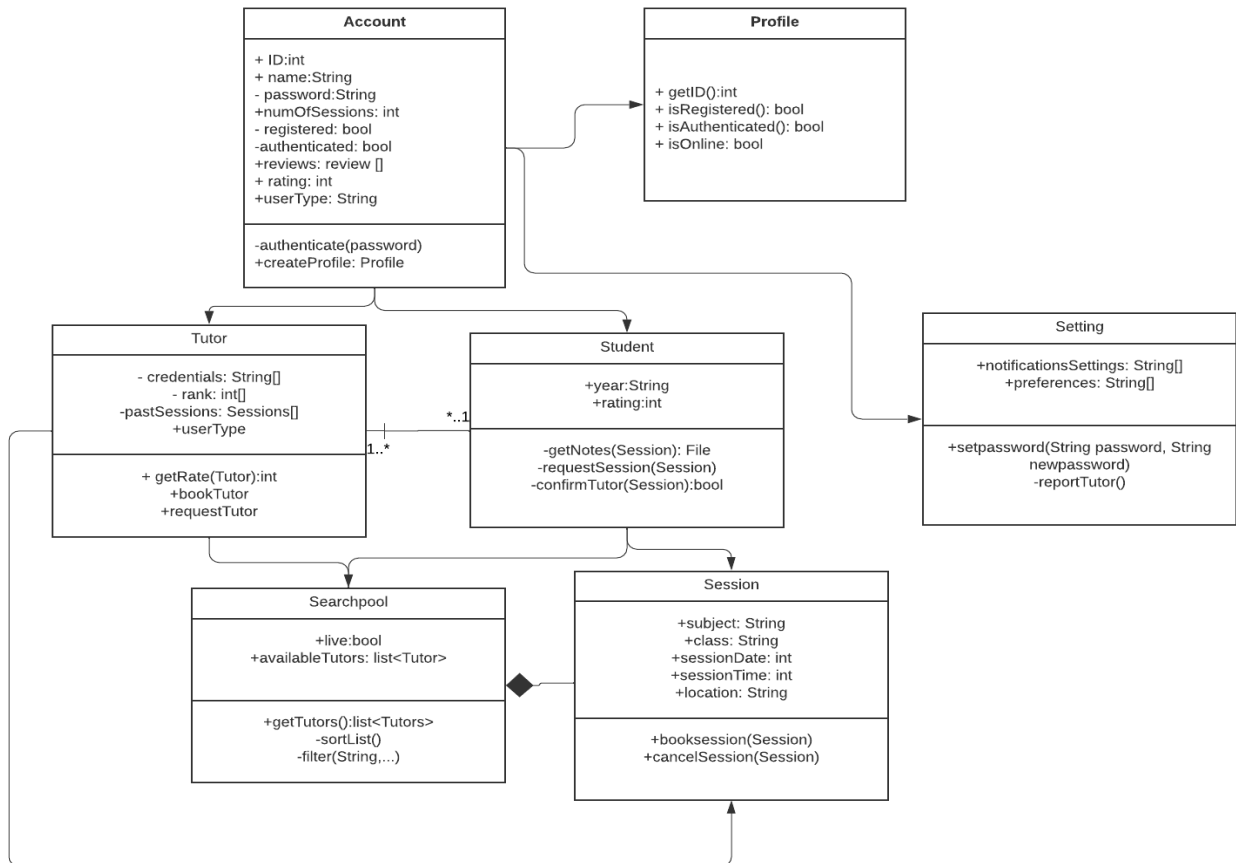 Account
+ ID:int
+ name:String
- password:String
+numOfSessions: int
- registered: bool
-authenticated: bool
+reviews: review []
+ rating: int
+userType: String
-authenticate(password)
+createProfile: Profile
Profile
+ getID():int
+ isRegistered(): bool
+ isAuthenticated(): bool
+ isOnline: bool
Tutor
- credentials: String[]
- rank: int[]
-pastSessions: Sessions[]
+userType
+ getRate(Tutor):int
+bookTutor
+requestTutor
1..*
*..1
Student
+year:String
+rating:int
-getNotes(Session): File
-requestSession(Session)
-confirmTutor(Session):bool
Setting
+notificationsSettings: String[]
+preferences: String[]
+setpassword(String password, String
newpassword)
-reportTutor()
Searchpool
+live:bool
+availableTutors: list<Tutor>
+getTutors():list<Tutors>
-sortList()
-filter(String,...)
Session
+subject: String
+class: String
+sessionDate: int
+sessionTime: int
+location: String
+booksession(Session)
+cancelSession(Session)